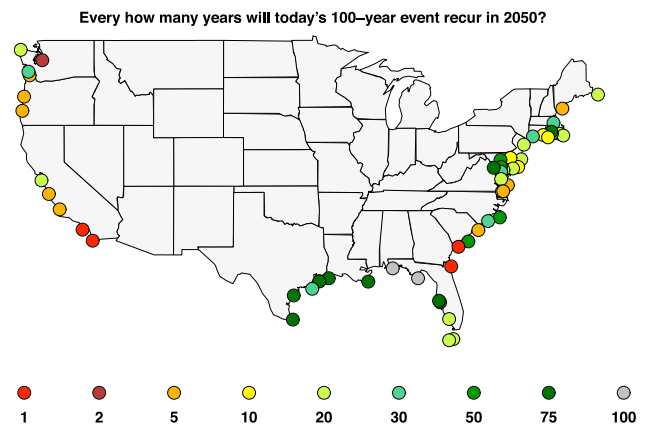 Every how many years will today's 100–year event recur in 2050?
1 2 5 10 20 30 50 75 100